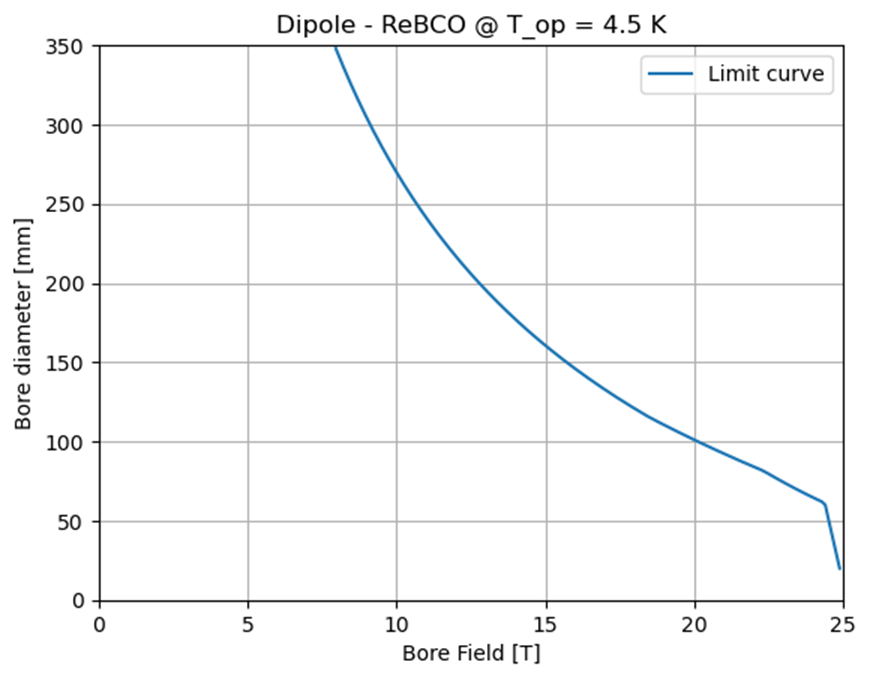 Dipole - ReBCO @ T_op = 4.5 K
Limit curve
Bore diameter [mm]
350
300
250
200
150
100
50
0
0 5 10 15 20 25
Bore Field [T]